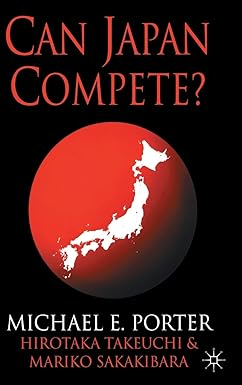 CAN JAPAN
COMPETE?
MICHAEL E. PORTER
HIROTAKA TAKEUCHI &
MARIKO SAKAKIBARA